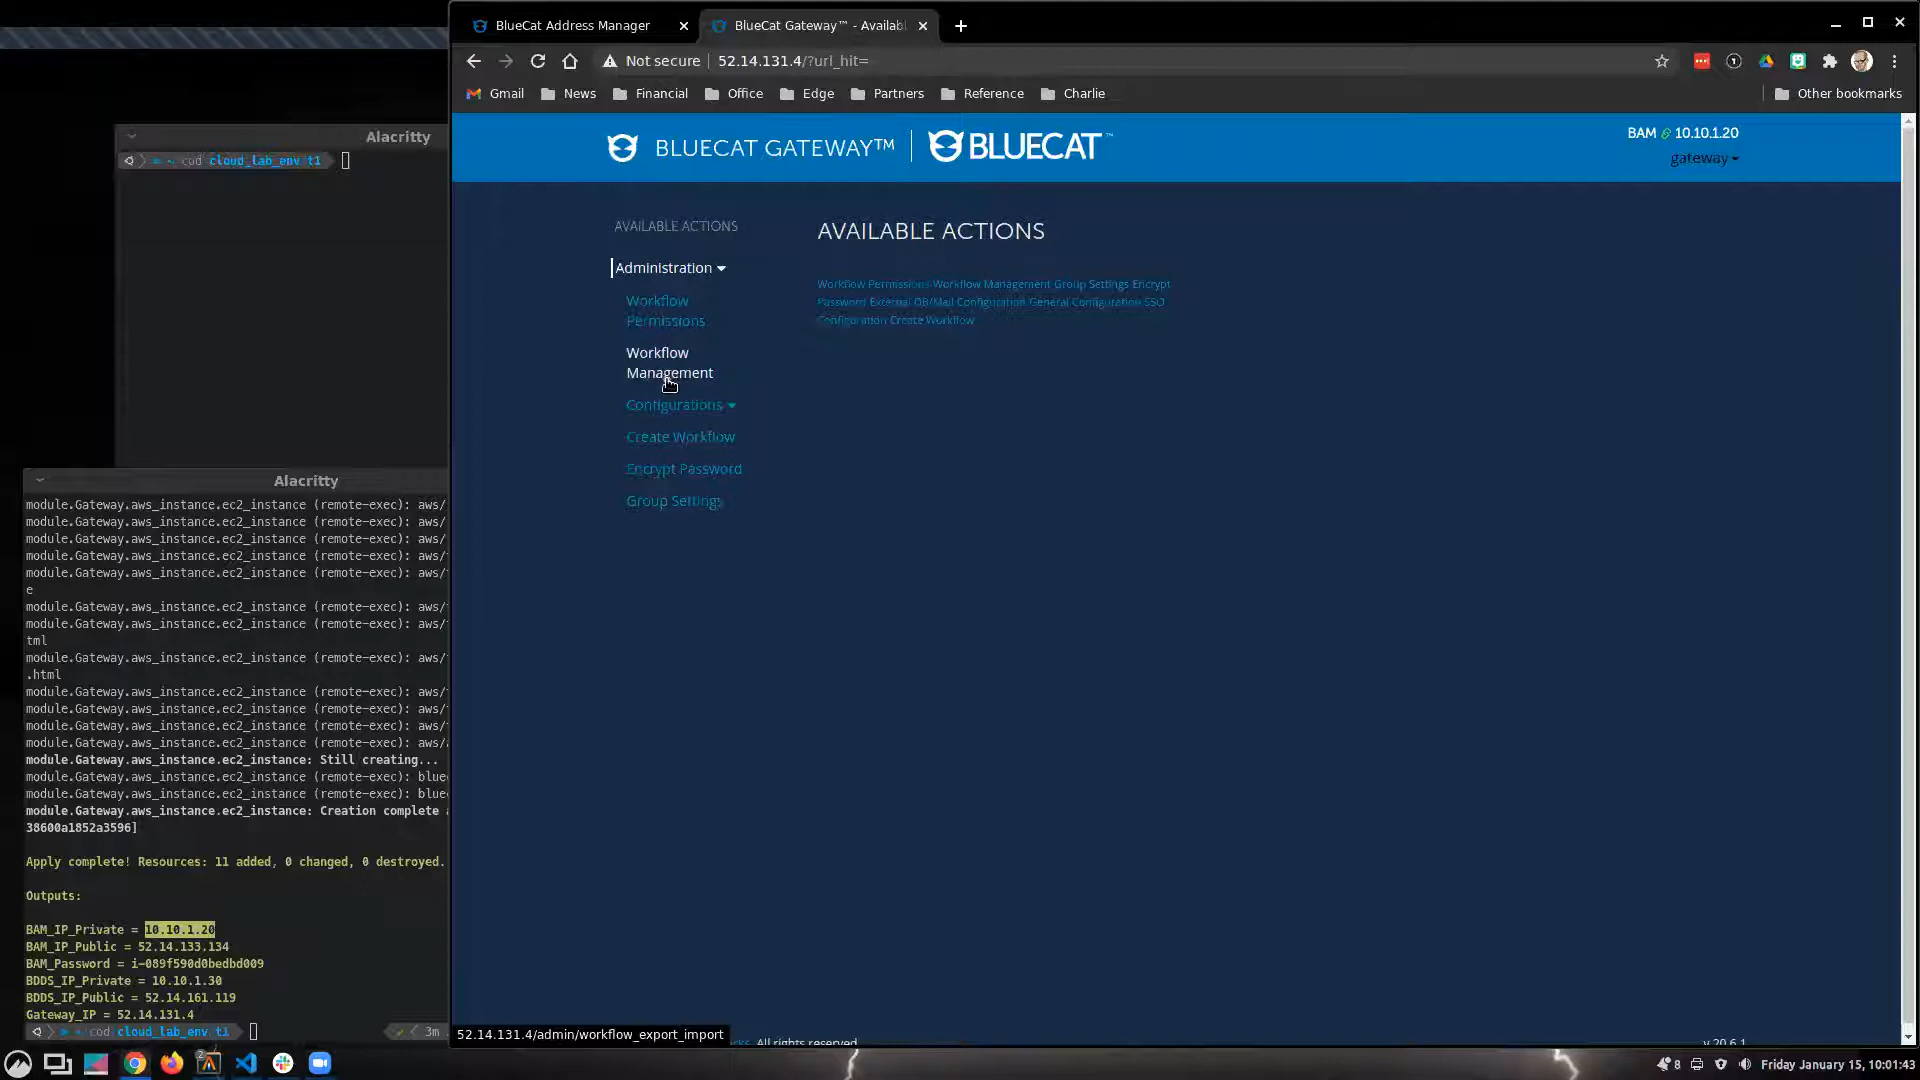 BlueCat Address Manager
BlueCat Gateway™ - Availab
Not secure
52.14.131.4/?url_hit=
Gmail
News
Financial
Office
Edge
Partners
Reference
Charlie
Other bookmarks
BLUECAT GATEWAY™
BLUECAT™
BAM 10.10.1.20
gateway
AVAILABLE ACTIONS
Administration
Workflow
Permissions
Workflow
Management
Configurations
Create Workflow
Encrypt Password
Group Settings
AVAILABLE ACTIONS
Workflow Permissions Workflow Management Group Settings Encrypt
Password External DB/Mail Configuration General Configuration SSO
Configuration Create Workflow
All rights reserved
v 20.6.1
52.14.131.4/admin/workflow_export_import
Alacritty
~ cod cloud_lab_env t1
Alacritty
module.Gateway.aws_instance.ec2_instance (remote-exec): aws/
module.Gateway.aws_instance.ec2_instance (remote-exec): aws/
module.Gateway.aws_instance.ec2_instance (remote-exec): aws/
module.Gateway.aws_instance.ec2_instance (remote-exec): aws/
module.Gateway.aws_instance.ec2_instance (remote-exec): aws/
e
module.Gateway.aws_instance.ec2_instance (remote-exec): aws/
module.Gateway.aws_instance.ec2_instance (remote-exec): aws/
tml
module.Gateway.aws_instance.ec2_instance (remote-exec): aws/
.html
module.Gateway.aws_instance.ec2_instance (remote-exec): aws/
module.Gateway.aws_instance.ec2_instance (remote-exec): aws/
module.Gateway.aws_instance.ec2_instance (remote-exec): aws/
module.Gateway.aws_instance.ec2_instance (remote-exec): aws/
module.Gateway.aws_instance.ec2_instance: Still creating...
module.Gateway.aws_instance.ec2_instance (remote-exec): blue
module.Gateway.aws_instance.ec2_instance (remote-exec): blue
module.Gateway.aws_instance.ec2_instance: Creation complete
38600a1852a3596]
Apply complete! Resources: 11 added, 0 changed, 0 destroyed.
Outputs:
BAM_IP_Private = 10.10.1.20
BAM_IP_Public = 52.14.133.134
BAM_Password = i-089f590d0bedbd009
BDDS_IP_Private = 10.10.1.30
BDDS_IP_Public = 52.14.161.119
Gateway_IP = 52.14.131.4
~ cod cloud_lab_env t1
3m
2
8
Friday January 15, 10:01:43